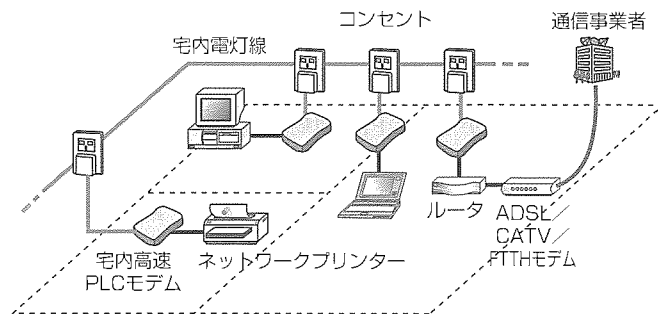 コンセント
通信事業者
宅内電灯線
ルータ
ADSL／
CATV／
FTTHモデム
宅内高速
PLCモデム
ネットワークプリンター